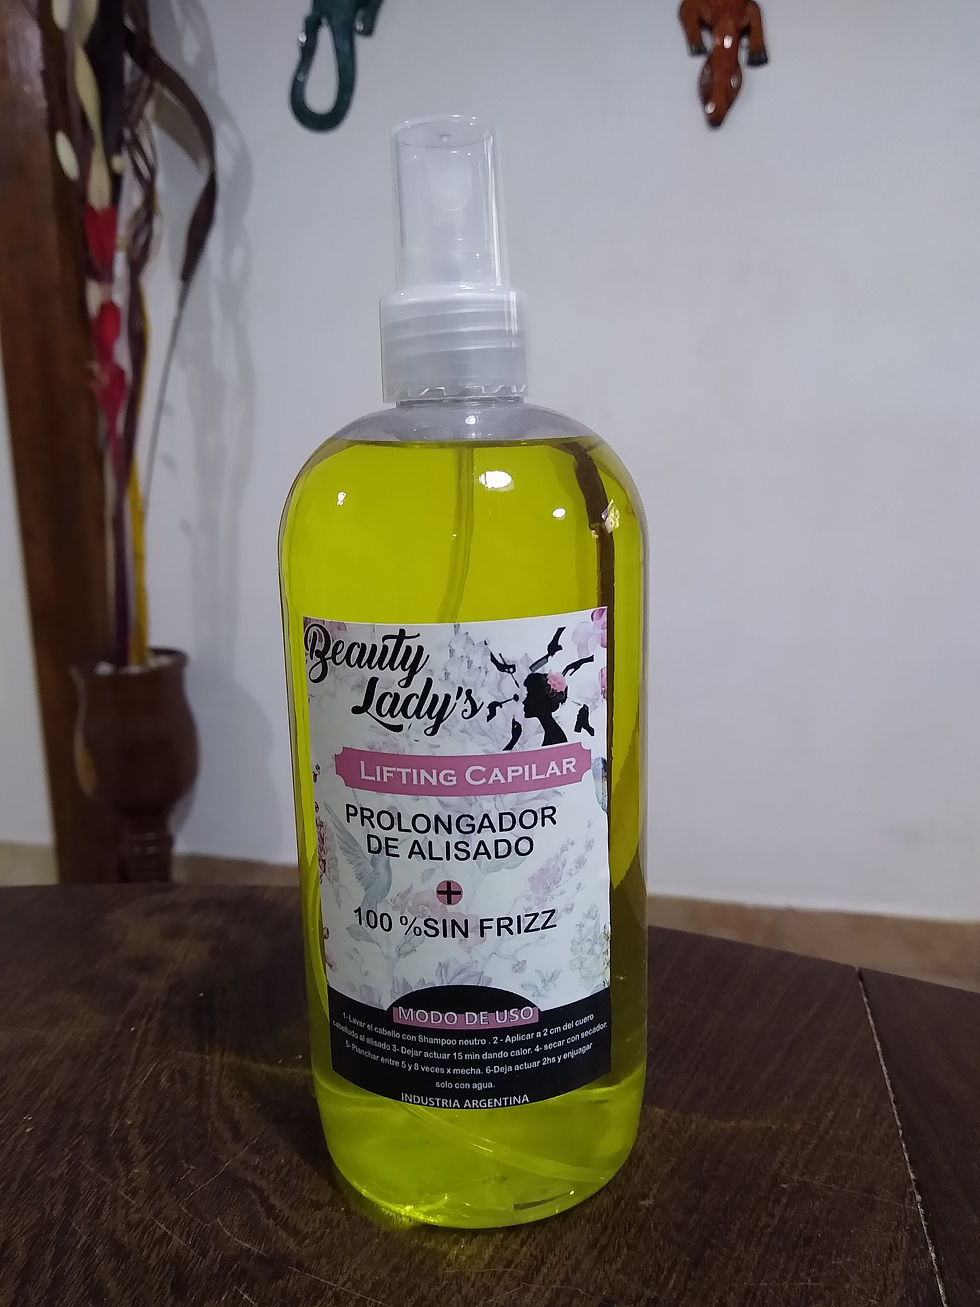 Beauty
Lady's
LIFTING CAPILAR
PROLONGADOR
DE ALISADO
+
100 %SIN FRIZZ
MODO DE USO
1-Lavar el cabello con Shampoo neutro . 2 - Aplicar a 2 cm del cuero
cabelludo el alisado 3- Dejar actuar 15 min dando calor. 4- secar con secador.
5-Planchar entre 5 y 8 veces x mecha. 6-Deja actuar 2hs y enjuagar
solo con agua.
INDUSTRIA ARGENTINA